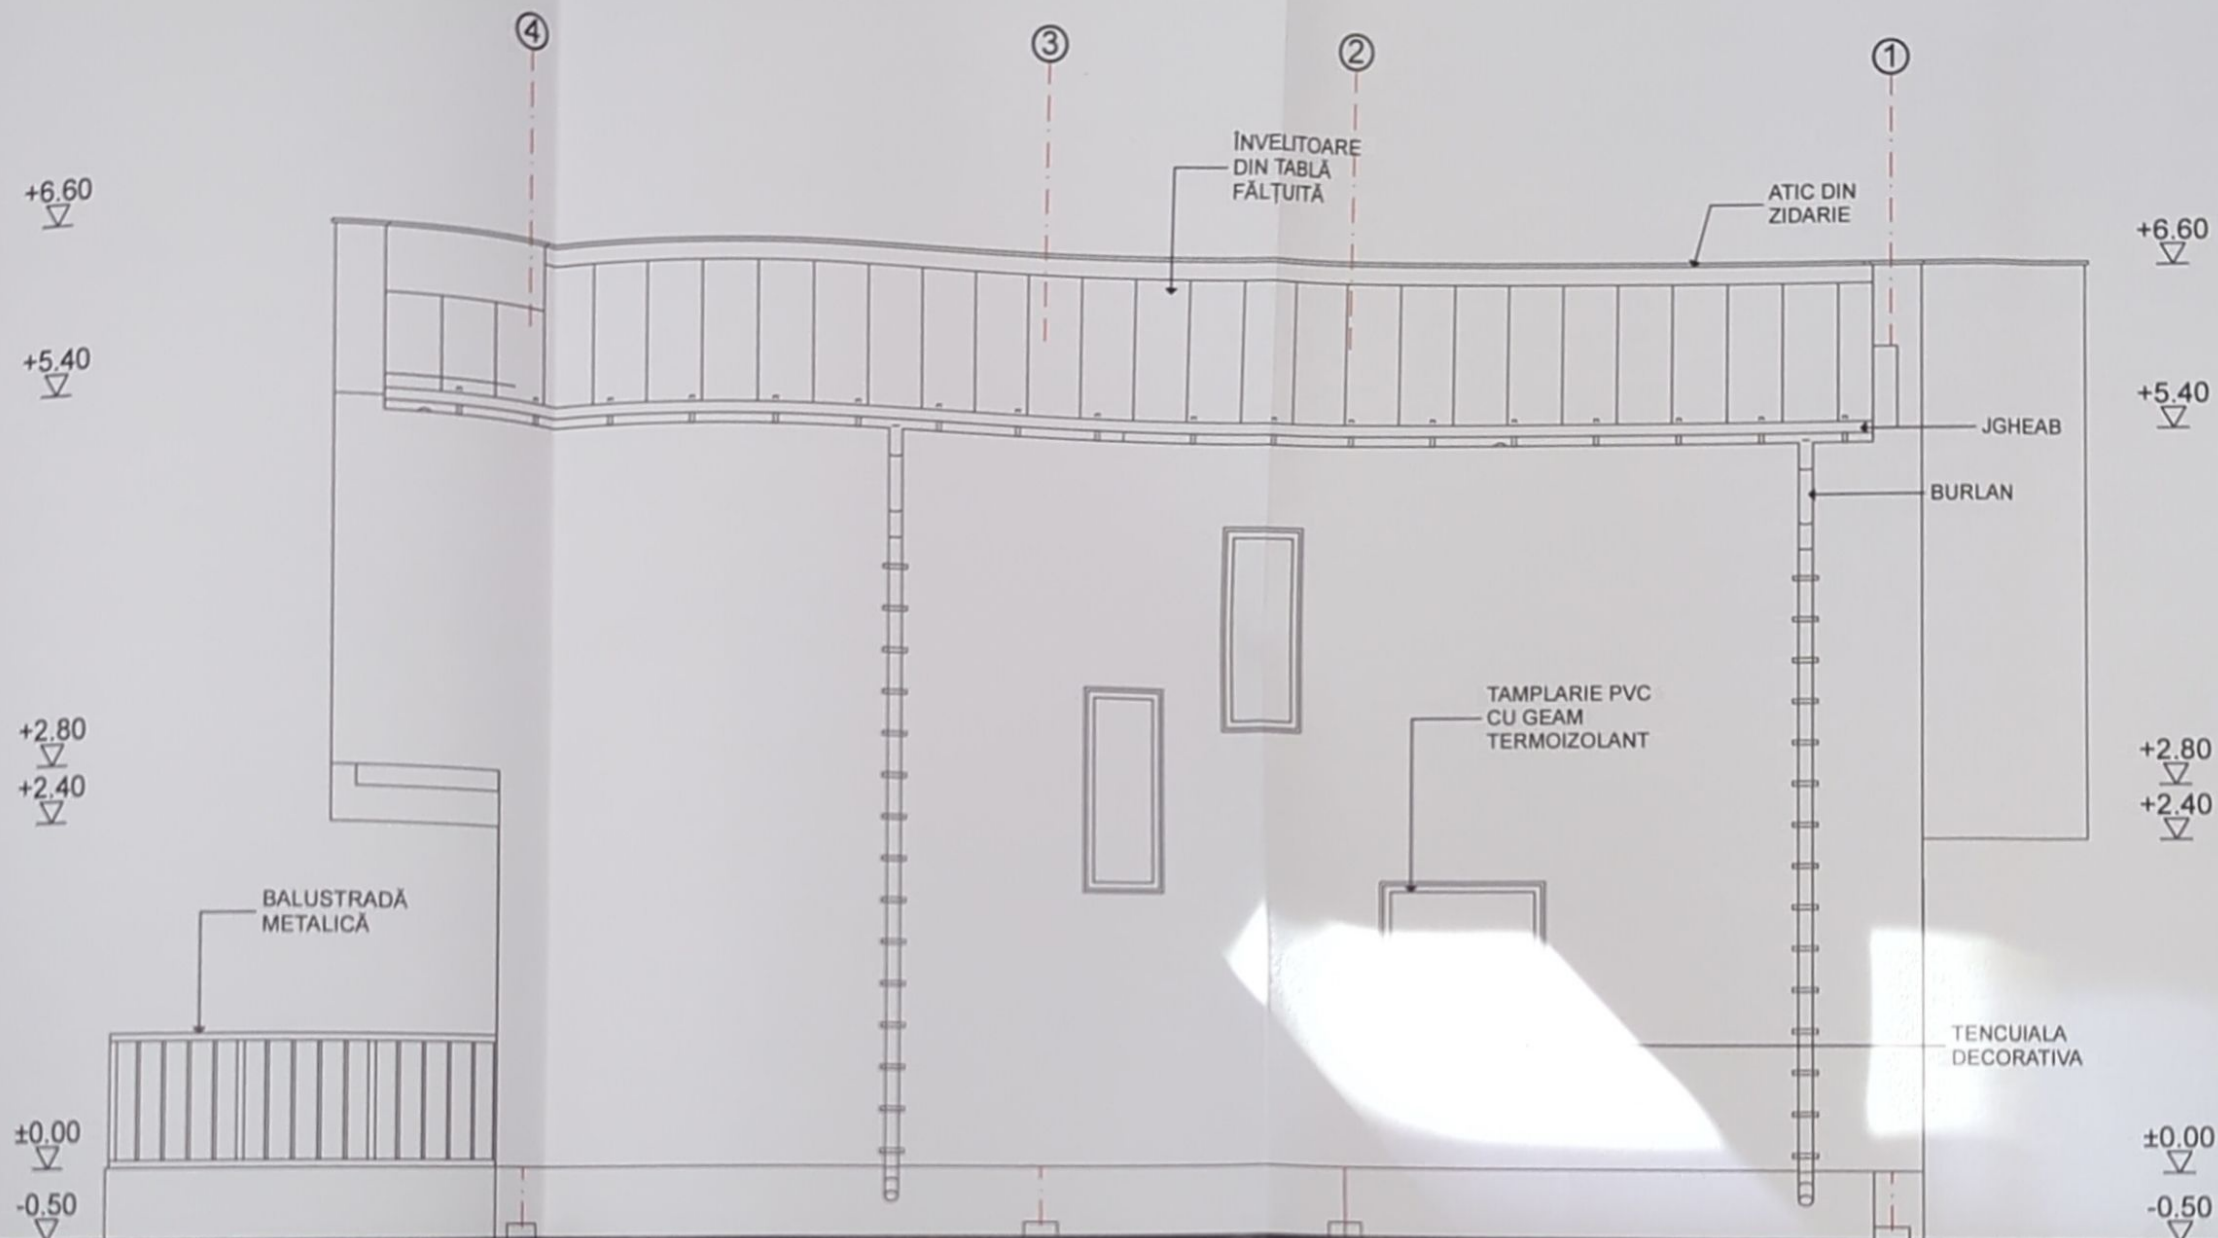 4
3
2
1
ÎNVELITOARE
DIN TABLĂ
FĂLȚUITĂ
ATIC DIN
ZIDARIE
+6.60
+6.60
+5.40
+5.40
JGHEAB
BURLAN
TAMPLARIE PVC
CU GEAM
TERMOIZOLANT
+2.80
+2.80
+2.40
+2.40
BALUSTRADĂ
METALICĂ
TENCUIALA
DECORATIVA
±0.00
±0.00
-0.50
-0.50